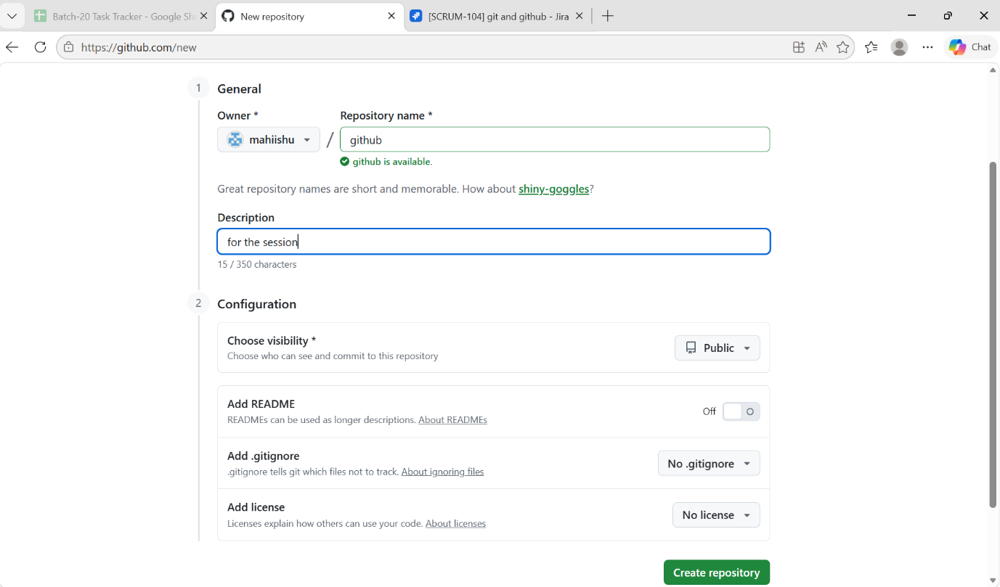 Batch-20 Task Tracker - Google Sh
New repository
[SCRUM-104] git and github - Jira
https://github.com/new
Chat
1 General
Owner * Repository name *
mahiishu / github
github is available.
Great repository names are short and memorable. How about shiny-goggles?
Description
for the session
15 / 350 characters
2 Configuration
Choose visibility *
Choose who can see and commit to this repository
Public
Add README
READMEs can be used as longer descriptions. About READMEs
Off
Add .gitignore
.gitignore tells git which files not to track. About ignoring files
No .gitignore
Add license
Licenses explain how others can use your code. About licenses
No license
Create repository